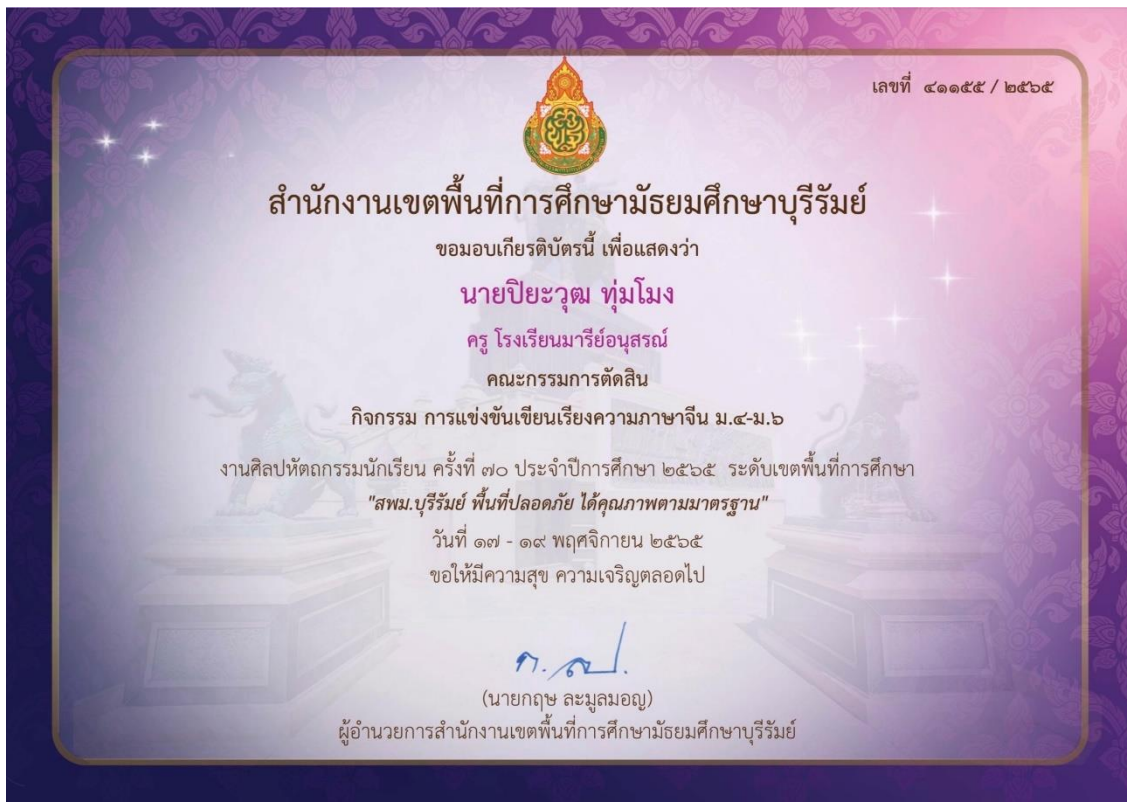 เลขที่ ๔๑๑๕๕ / ๒๕๖๕
สำนักงานเขตพื้นที่การศึกษามัธยมศึกษาบุรีรัมย์
ขอมอบเกียรติบัตรนี้ เพื่อแสดงว่า
นายปิยะวุฒ ทุ่มโมง
ครู โรงเรียนมารีย์อนุสรณ์
คณะกรรมการตัดสิน
กิจกรรม การแข่งขันเขียนเรียงความภาษาจีน ม.๔-ม.๖
งานศิลปหัตถกรรมนักเรียน ครั้งที่ ๗๐ ประจำปีการศึกษา ๒๕๖๕ ระดับเขตพื้นที่การศึกษา
"สพม.บุรีรัมย์ พื้นที่ปลอดภัย ได้คุณภาพตามมาตรฐาน"
วันที่ ๑๗ - ๑๙ พฤศจิกายน ๒๕๖๕
ขอให้มีความสุข ความเจริญตลอดไป
(นายกฤษ ละมูลมอญ)
ผู้อำนวยการสำนักงานเขตพื้นที่การศึกษามัธยมศึกษาบุรีรัมย์